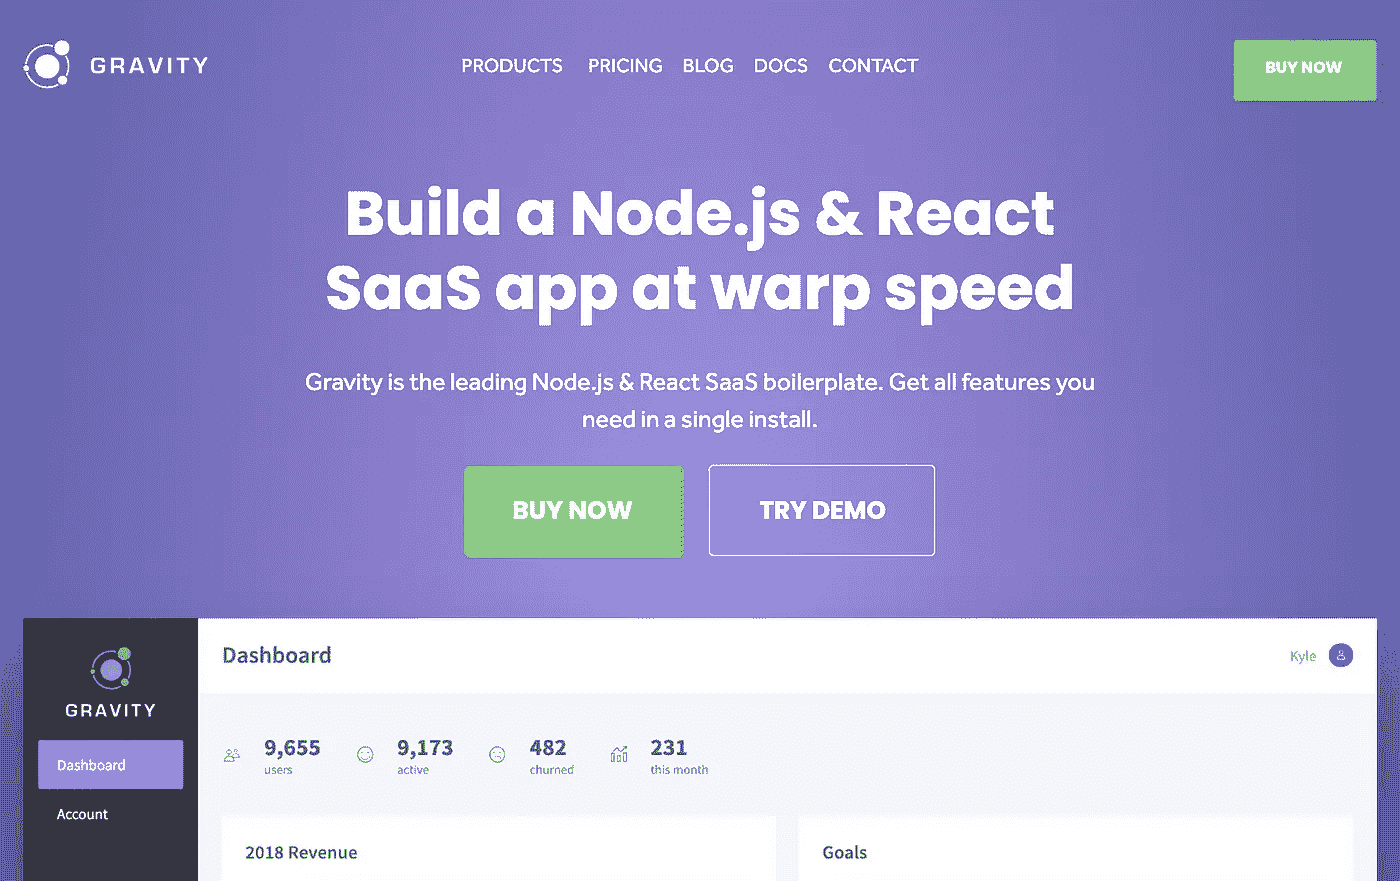 GRAVITY
PRODUCTS PRICING BLOG DOCS CONTACT
BUY NOW
Build a Node.js & React
SaaS app at warp speed
Gravity is the leading Node.js & React SaaS boilerplate. Get all features you
need in a single install.
BUY NOW
TRY DEMO
GRAVITY
Dashboard
Account
Dashboard
Kyle
9,655
users
9,173
active
482
churned
231
this month
2018 Revenue
Goals